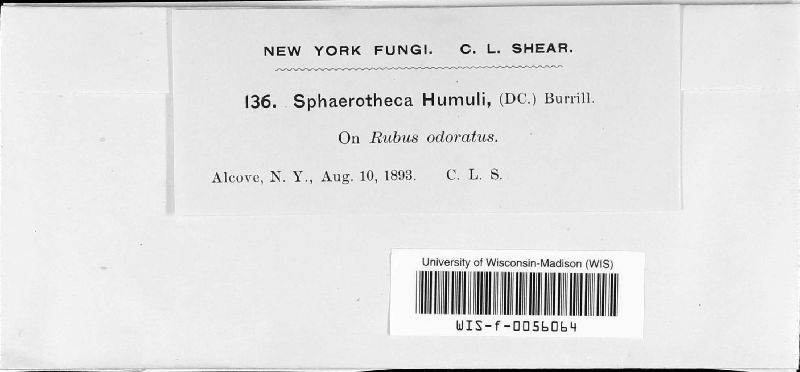 NEW YORK FUNGI. C. L. SHEAR.
136. Sphaerotheca Humuli, (DC.) Burrill.
On Rubus odoratus.
Alcove, N. Y., Aug. 10, 1893. C. L. S.
University of Wisconsin-Madison (WIS)
WIS-f-0056064